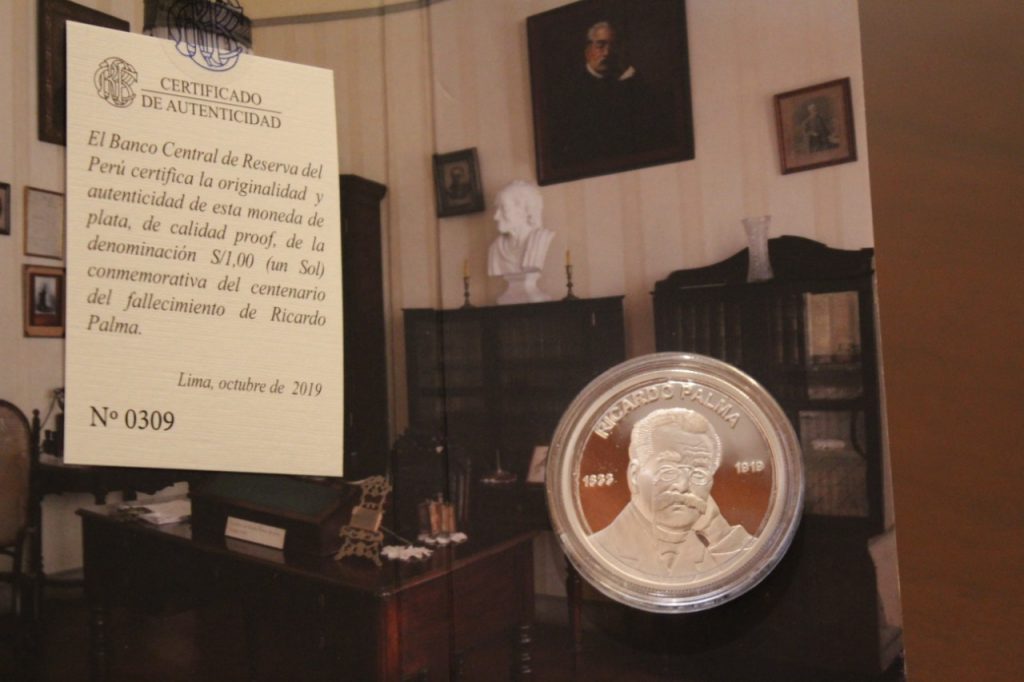 CERTIFICADO
DE AUTENTICIDAD
El Banco Central de Reserva del
Perú certifica la originalidad y
autenticidad de esta moneda de
plata, de calidad proof, de la
denominación S/1,00 (un Sol)
conmemorativa del centenario
del fallecimiento de Ricardo
Palma.
Lima, octubre de 2019
Nº 0309
RICARDO PALMA
1833
1919